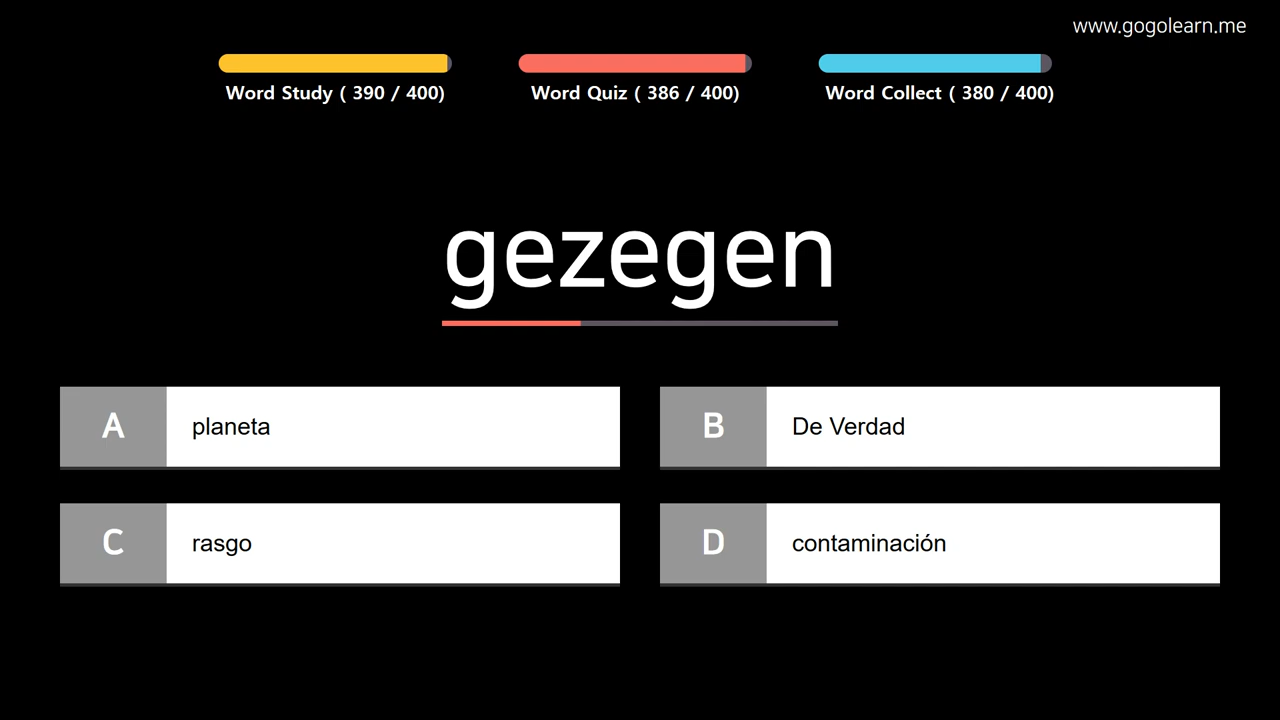 www.gogolearn.me
Word Study ( 390 / 400)
Word Quiz ( 386 / 400)
Word Collect ( 380 / 400)
gezegen
A planeta
B De Verdad
C rasgo
D contaminación